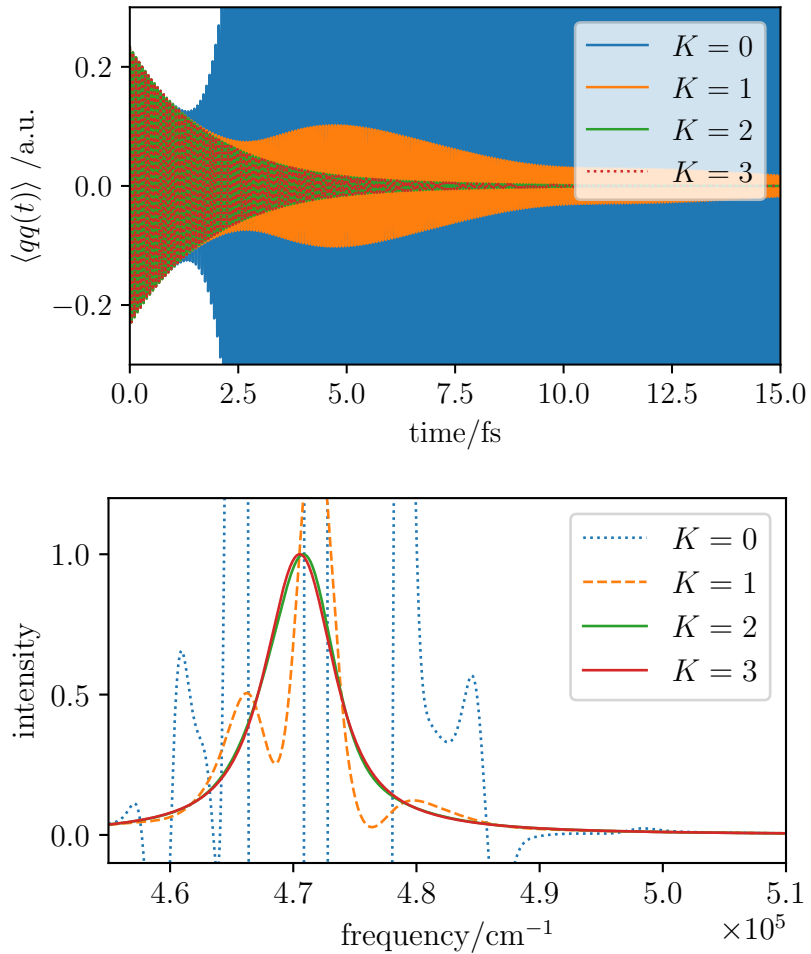 0.2
0.0
−0.2
⟨qq(t)⟩ /a.u.
K = 0
K = 1
K = 2
K = 3
0.0 2.5 5.0 7.5 10.0 12.5 15.0
time/fs
1.0
0.5
0.0
intensity
K = 0
K = 1
K = 2
K = 3
4.6 4.7 4.8 4.9 5.0 5.1
×10⁵
frequency/cm⁻¹